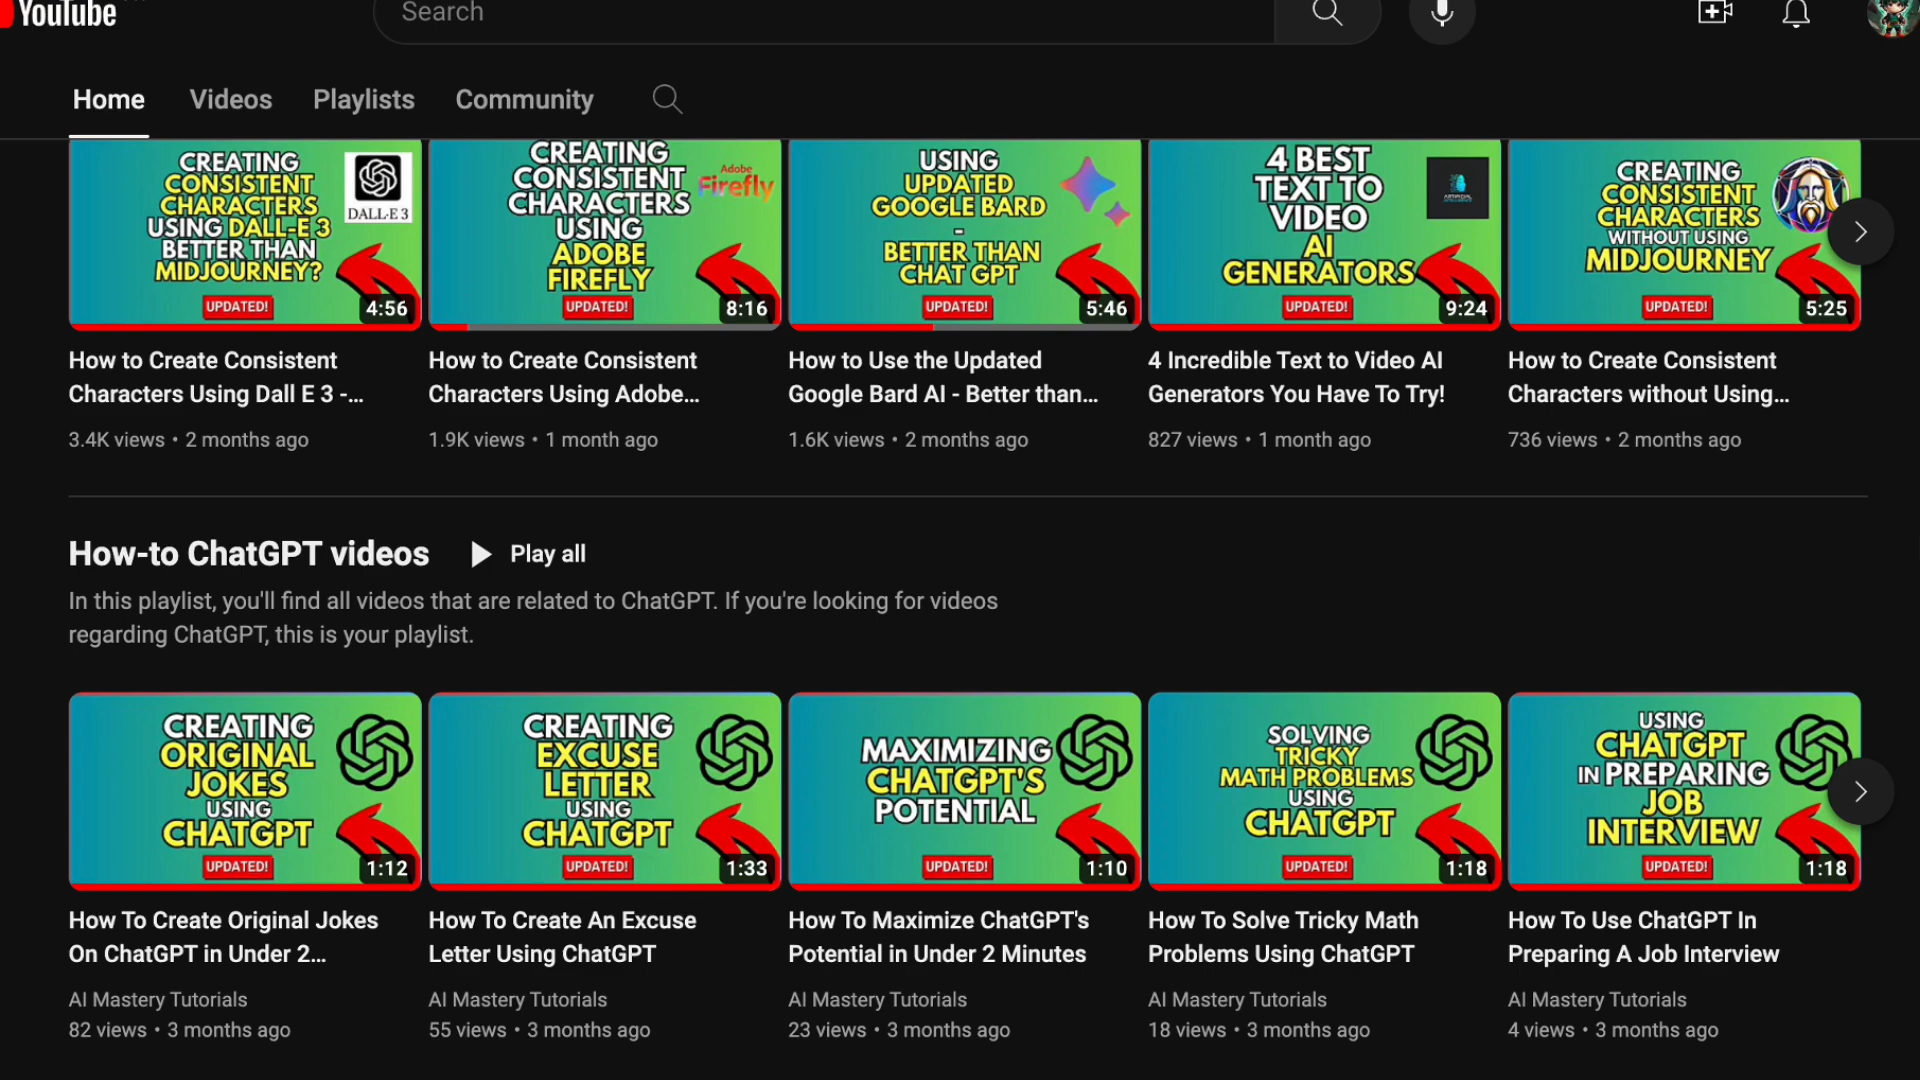 YouTube
Search
Home
Videos
Playlists
Community
CREATING
CONSISTENT
CHARACTERS
USING DALL-E 3
BETTER THAN
MIDJOURNEY?
UPDATED!
DALL·E 3
4:56
CREATING
CONSISTENT
CHARACTERS
USING
ADOBE
FIREFLY
UPDATED!
Adobe
Firefly
8:16
USING
UPDATED
GOOGLE BARD
-
BETTER THAN
CHAT GPT
UPDATED!
5:46
4 BEST
TEXT TO
VIDEO
AI
GENERATORS
UPDATED!
9:24
CREATING
CONSISTENT
CHARACTERS
WITHOUT USING
MIDJOURNEY
UPDATED!
5:25
How to Create Consistent
Characters Using Dall E 3 -...
3.4K views • 2 months ago
How to Create Consistent
Characters Using Adobe...
1.9K views • 1 month ago
How to Use the Updated
Google Bard AI - Better than...
1.6K views • 2 months ago
4 Incredible Text to Video AI
Generators You Have To Try!
827 views • 1 month ago
How to Create Consistent
Characters without Using...
736 views • 2 months ago
How-to ChatGPT videos
Play all
In this playlist, you'll find all videos that are related to ChatGPT. If you're looking for videos
regarding ChatGPT, this is your playlist.
CREATING
ORIGINAL
JOKES
USING
CHATGPT
UPDATED!
1:12
CREATING
EXCUSE
LETTER
USING
CHATGPT
UPDATED!
1:33
MAXIMIZING
CHATGPT'S
POTENTIAL
UPDATED!
1:10
SOLVING
TRICKY
MATH PROBLEMS
USING
CHATGPT
UPDATED!
1:18
USING
CHATGPT
IN PREPARING
JOB
INTERVIEW
UPDATED!
1:18
How To Create Original Jokes
On ChatGPT in Under 2...
AI Mastery Tutorials
82 views • 3 months ago
How To Create An Excuse
Letter Using ChatGPT
AI Mastery Tutorials
55 views • 3 months ago
How To Maximize ChatGPT's
Potential in Under 2 Minutes
AI Mastery Tutorials
23 views • 3 months ago
How To Solve Tricky Math
Problems Using ChatGPT
AI Mastery Tutorials
18 views • 3 months ago
How To Use ChatGPT In
Preparing A Job Interview
AI Mastery Tutorials
4 views • 3 months ago